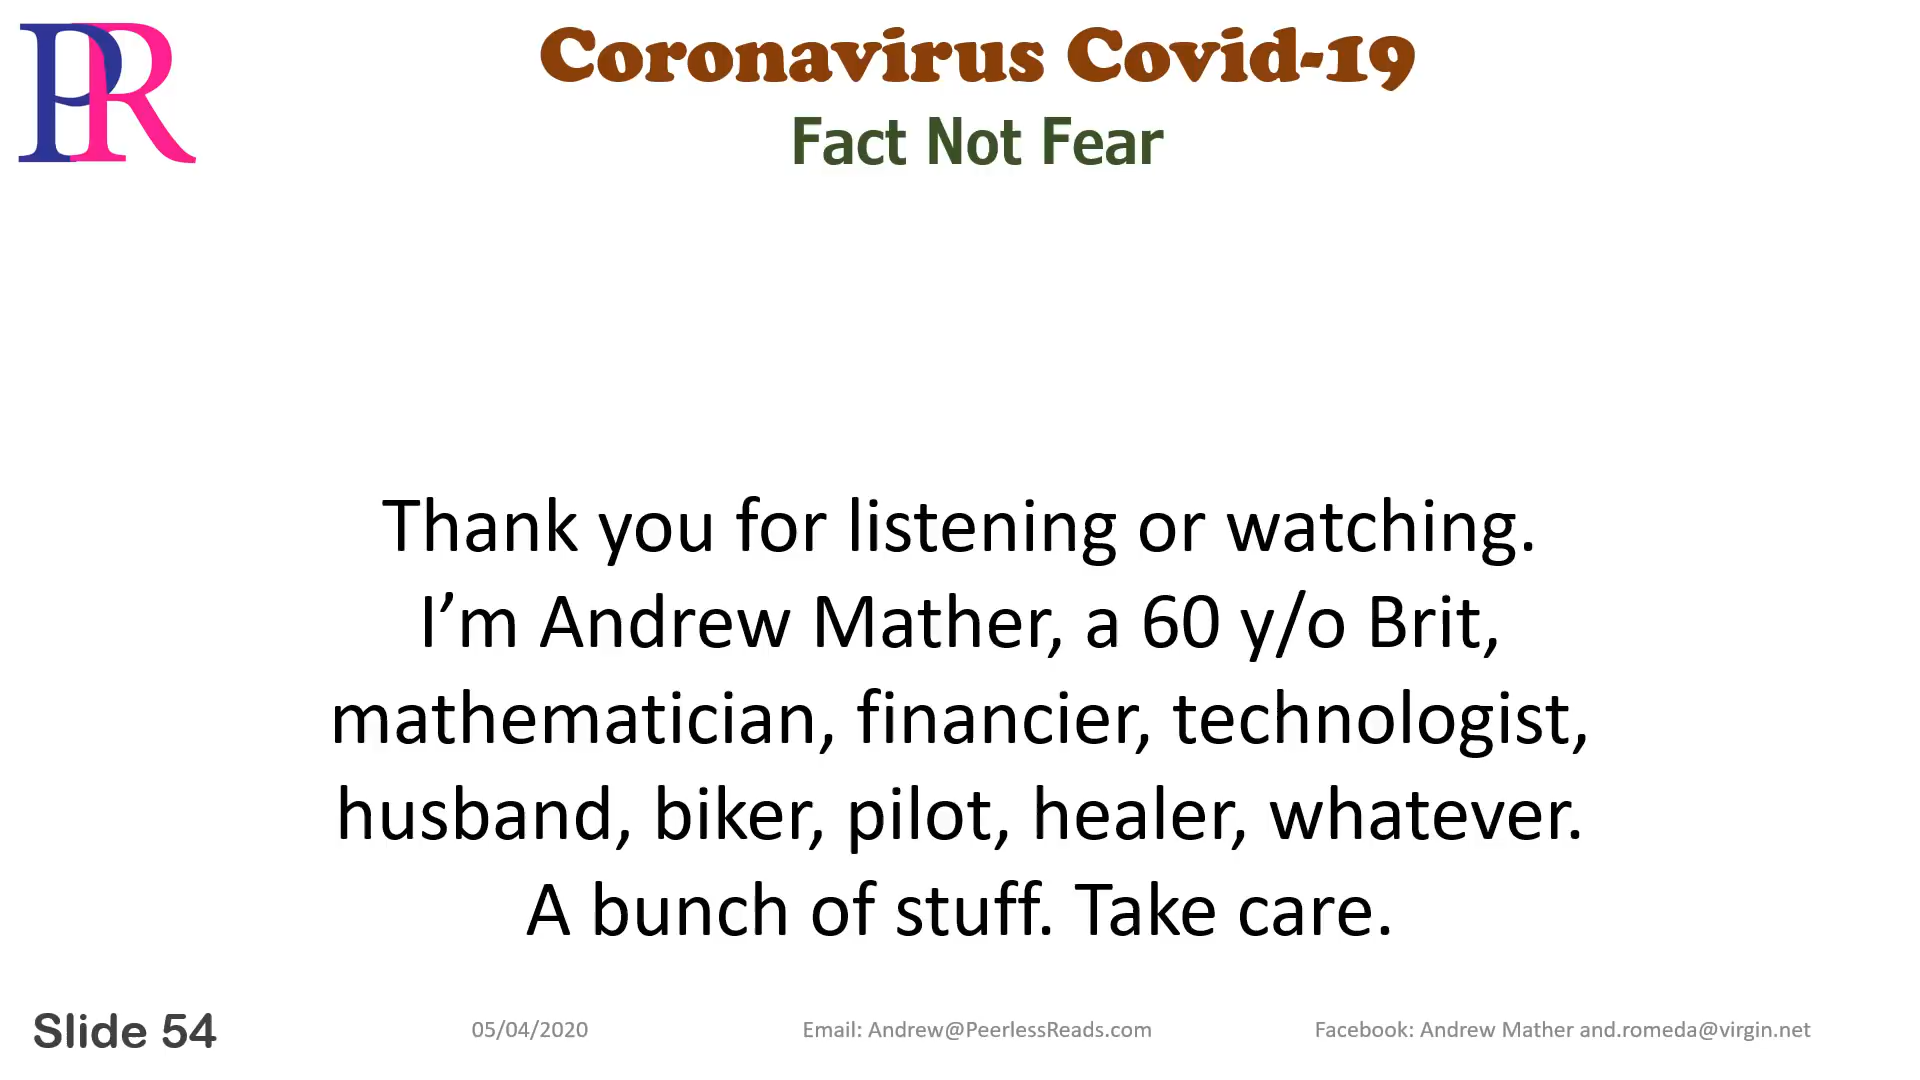 PR
Coronavirus Covid-19
Fact Not Fear
Thank you for listening or watching.
I’m Andrew Mather, a 60 y/o Brit,
mathematician, financier, technologist,
husband, biker, pilot, healer, whatever.
A bunch of stuff. Take care.
Slide 54
05/04/2020
Email: Andrew@PeerlessReads.com
Facebook: Andrew Mather and.romeda@virgin.net